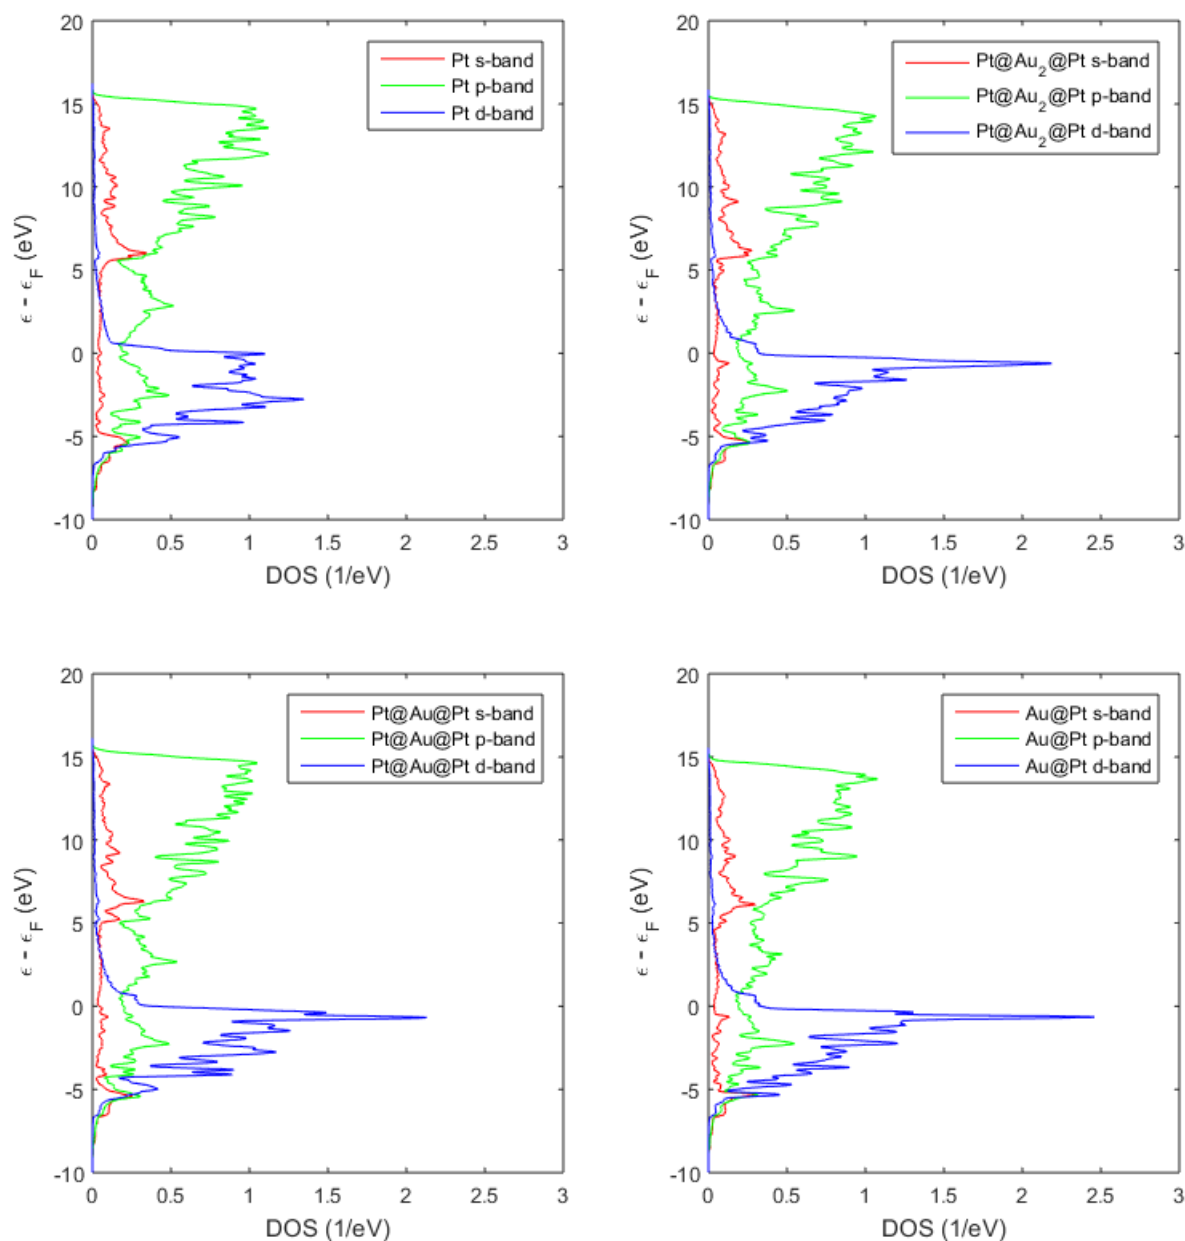 20
15
10
5
0
-5
-10
ϵ - ϵF (eV)
Pt s-band
Pt p-band
Pt d-band
0 0.5 1 1.5 2 2.5 3
DOS (1/eV)
20
15
10
5
0
-5
-10
ϵ - ϵF (eV)
Pt@Au2@Pt s-band
Pt@Au2@Pt p-band
Pt@Au2@Pt d-band
0 0.5 1 1.5 2 2.5 3
DOS (1/eV)
20
15
10
5
0
-5
-10
ϵ - ϵF (eV)
Pt@Au@Pt s-band
Pt@Au@Pt p-band
Pt@Au@Pt d-band
0 0.5 1 1.5 2 2.5 3
DOS (1/eV)
20
15
10
5
0
-5
-10
ϵ - ϵF (eV)
Au@Pt s-band
Au@Pt p-band
Au@Pt d-band
0 0.5 1 1.5 2 2.5 3
DOS (1/eV)